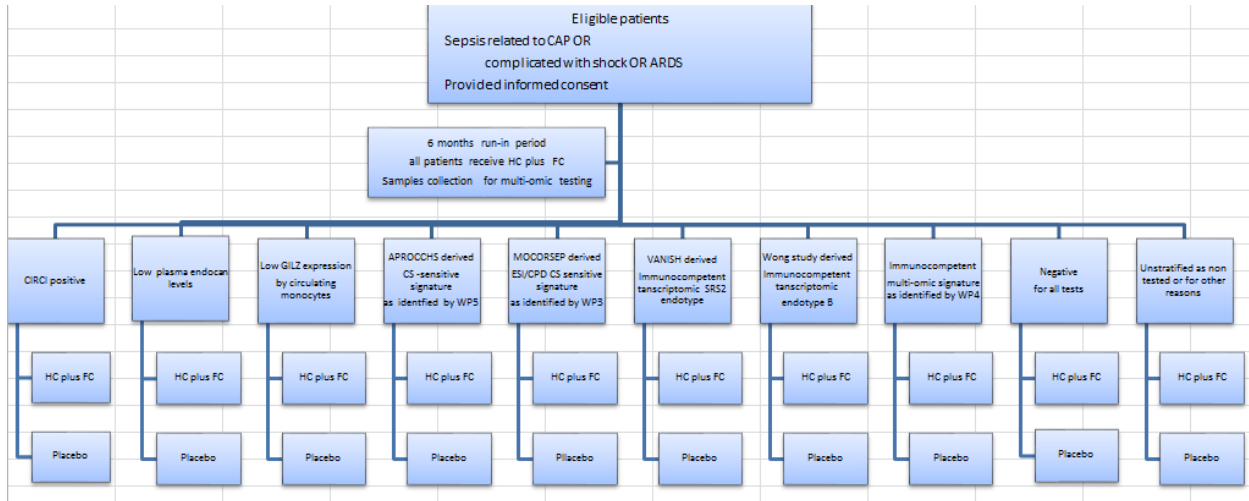 Eligible patients
Sepsis related to CAP OR
complicated with shock OR ARDS
Provided informed consent
6 months run-in period
all patients receive HC plus FC
Samples collection for multi-omic testing
CIRCI positive
Low plasma endocan
levels
Low GILZ expression
by circulating
monocytes
APROCCHS derived
CS -sensitive
signature
as identified by WP5
MOCORSEP derived
ESI/CPD CS sensitive
signature
as identified by WP3
VANISH derived
Immunocompetent
tanscriptomic SRS2
endotype
Wong study derived
Immunocompetent
tanscriptomic
endotype B
Immunocompetent
multi-omic signature
as identified by WP4
Negative
for all tests
Unstratified as non
tested or for other
reasons
HC plus FC
HC plus FC
HC plus FC
HC plus FC
HC plus FC
HC plus FC
HC plus FC
HC plus FC
HC plus FC
HC plus FC
Placebo
Placebo
Placebo
Placebo
Pllacebo
Placebo
Placebo
Placebo
Placebo
Placebo